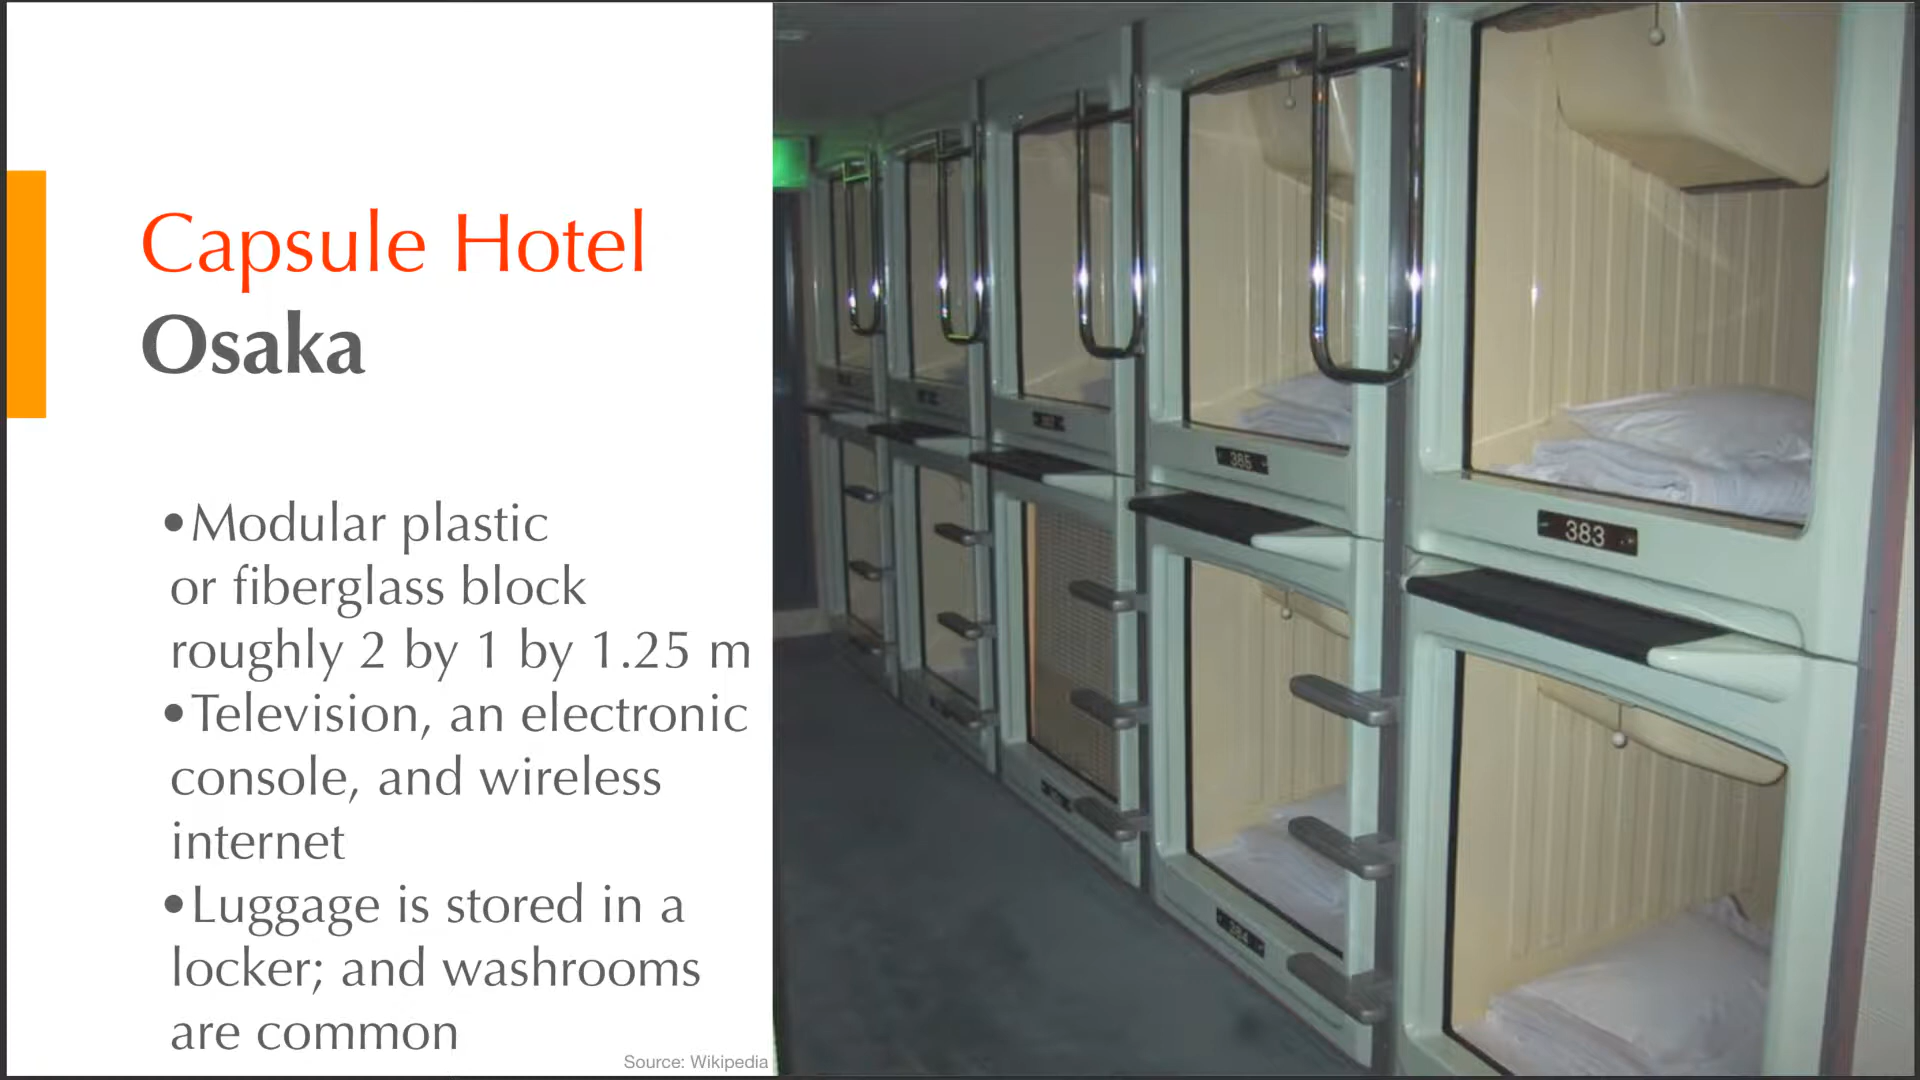 Capsule Hotel
Osaka
•Modular plastic
or fiberglass block
roughly 2 by 1 by 1.25 m
•Television, an electronic
console, and wireless
internet
•Luggage is stored in a
locker; and washrooms
are common
Source: Wikipedia
385
383
384